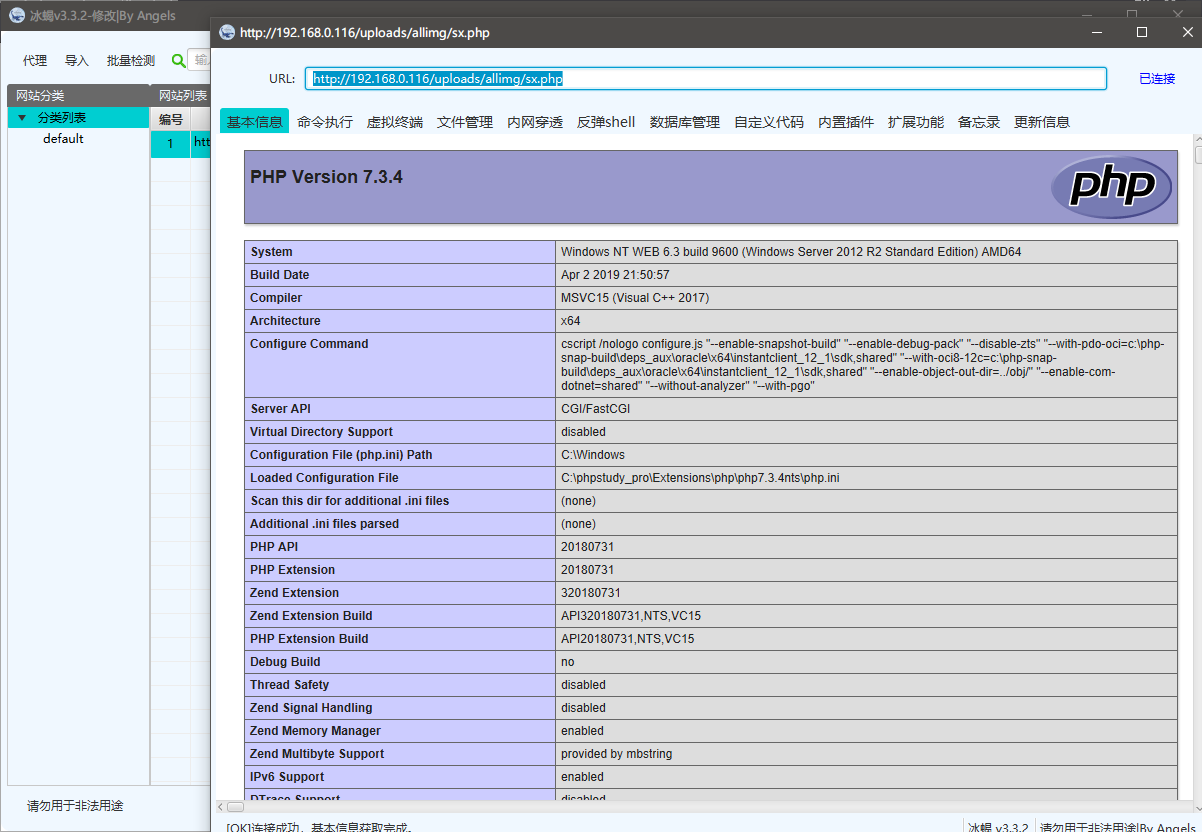 冰蝎v3.3.2-修改|By Angels
http://192.168.0.116/uploads/allimg/sx.php
代理 导入 批量检测
URL: http://192.168.0.116/uploads/allimg/sx.php 已连接
网站分类 网站列表
分类列表 编号
default
1 htt
基本信息 命令执行 虚拟终端 文件管理 内网穿透 反弹shell 数据库管理 自定义代码 内置插件 扩展功能 备忘录 更新信息
PHP Version 7.3.4
php
System Windows NT WEB 6.3 build 9600 (Windows Server 2012 R2 Standard Edition) AMD64
Build Date Apr 2 2019 21:50:57
Compiler MSVC15 (Visual C++ 2017)
Architecture x64
Configure Command cscript /nologo configure.js "--enable-snapshot-build" "--enable-debug-pack" "--disable-zts" "--with-pdo-oci=c:\php-
snap-build\deps_aux\oracle\x64\instantclient_12_1\sdk,shared" "--with-oci8-12c=c:\php-snap-
build\deps_aux\oracle\x64\instantclient_12_1\sdk,shared" "--enable-object-out-dir=../obj/" "--enable-com-
dotnet=shared" "--without-analyzer" "--with-pgo"
Server API CGI/FastCGI
Virtual Directory Support disabled
Configuration File (php.ini) Path C:\Windows
Loaded Configuration File C:\phpstudy_pro\Extensions\php\php7.3.4nts\php.ini
Scan this dir for additional .ini files (none)
Additional .ini files parsed (none)
PHP API 20180731
PHP Extension 20180731
Zend Extension 320180731
Zend Extension Build API320180731,NTS,VC15
PHP Extension Build API20180731,NTS,VC15
Debug Build no
Thread Safety disabled
Zend Signal Handling disabled
Zend Memory Manager enabled
Zend Multibyte Support provided by mbstring
IPv6 Support enabled
DTrace Support disabled
请勿用于非法用途
[OK]连接成功，基本信息获取完成。 冰蝎 v3.3.2 请勿用于非法用途|By Angels